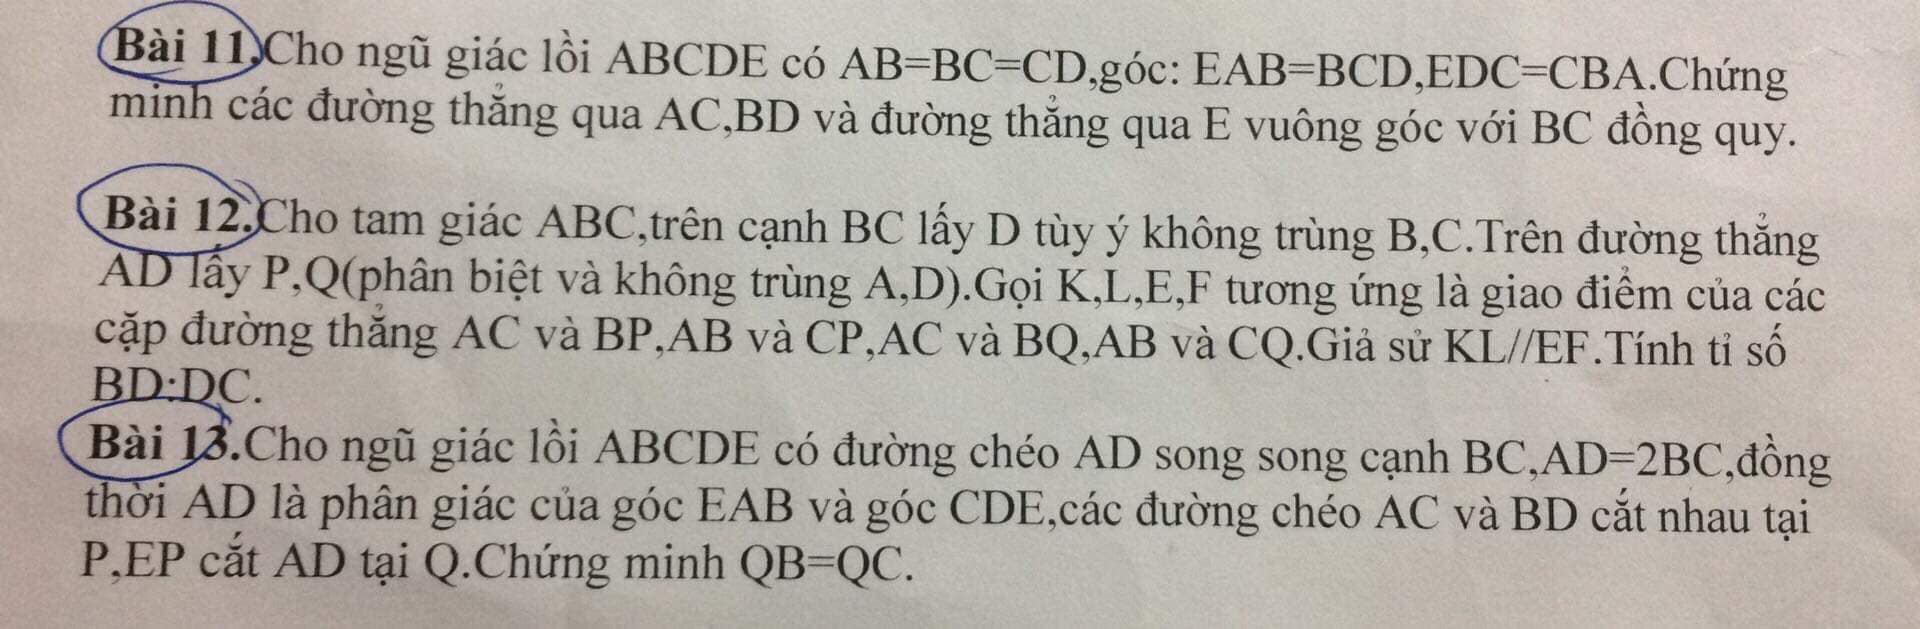 Bài 11.Cho ngũ giác lồi ABCDE có AB=BC=CD,góc: EAB=BCD,EDC=CBA.Chứng
minh các đường thẳng qua AC,BD và đường thẳng qua E vuông góc với BC đồng quy.
Bài 12.Cho tam giác ABC,trên cạnh BC lấy D tùy ý không trùng B,C.Trên đường thẳng
AD lấy P,Q(phân biệt và không trùng A,D).Gọi K,L,E,F tương ứng là giao điểm của các
cặp đường thẳng AC và BP,AB và CP,AC và BQ,AB và CQ.Giả sử KL//EF.Tính tỉ số
BD:DC.
Bài 13.Cho ngũ giác lồi ABCDE có đường chéo AD song song cạnh BC,AD=2BC,đồng
thời AD là phân giác của góc EAB và góc CDE,các đường chéo AC và BD cắt nhau tại
P,EP cắt AD tại Q.Chứng minh QB=QC.